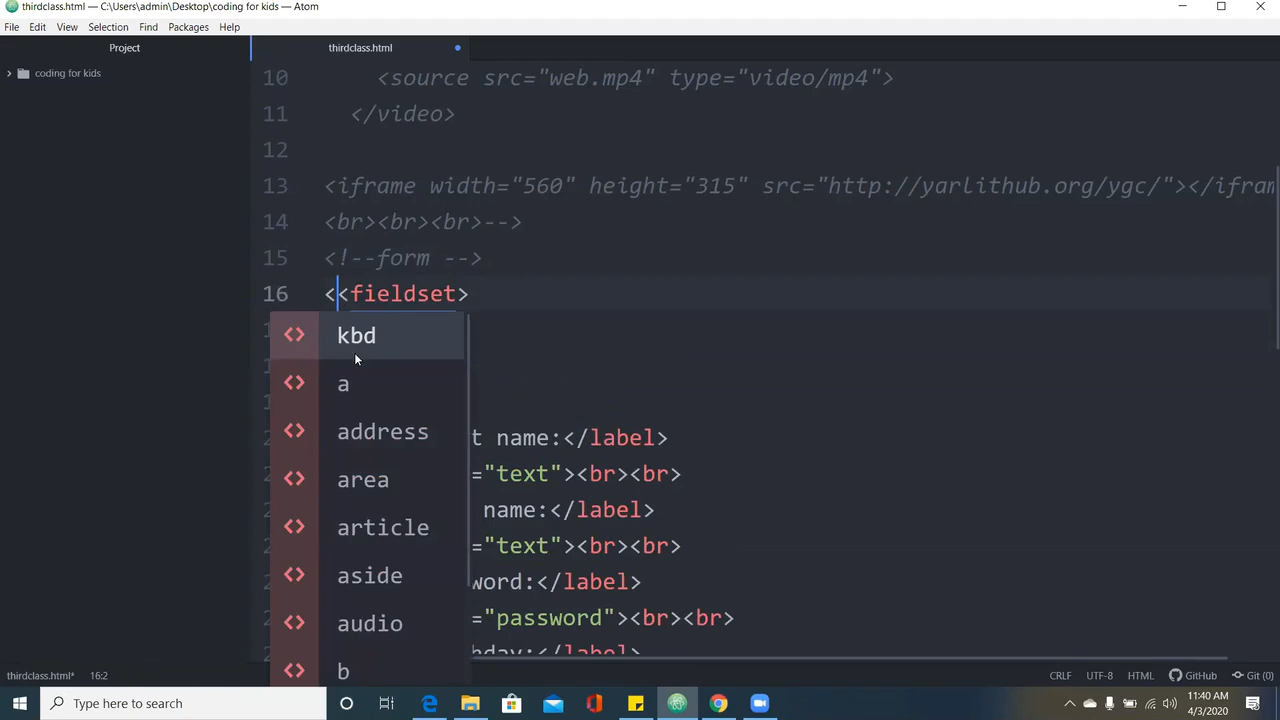 thirdclass.html — C:\Users\admin\Desktop\coding for kids — Atom
File Edit View Selection Find Packages Help
Project
thirdclass.html
coding for kids
10 <source src="web.mp4" type="video/mp4">
11 </video>
12
13 <iframe width="560" height="315" src="http://yarlithub.org/ygc/"></ifram
14 <br><br><br>-->
15 <!--form -->
16 <<fieldset>
kbd
a
address
area
article
aside
audio
b
t name:</label>
="text"><br><br>
name:</label>
="text"><br><br>
word:</label>
="password"><br><br>
hday:</label>
thirdclass.html* 16:2
CRLF UTF-8 HTML GitHub Git (0)
Type here to search
11:40 AM
4/3/2020